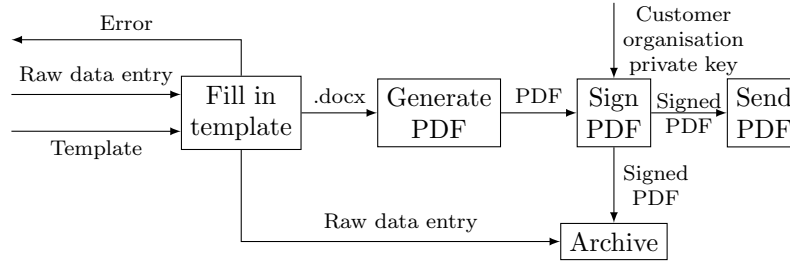 Error
Customer
organisation
private key
Raw data entry
Template
Fill in
template
.docx
Generate
PDF
PDF
Sign
PDF
Signed
PDF
Send
PDF
Signed
PDF
Raw data entry
Archive